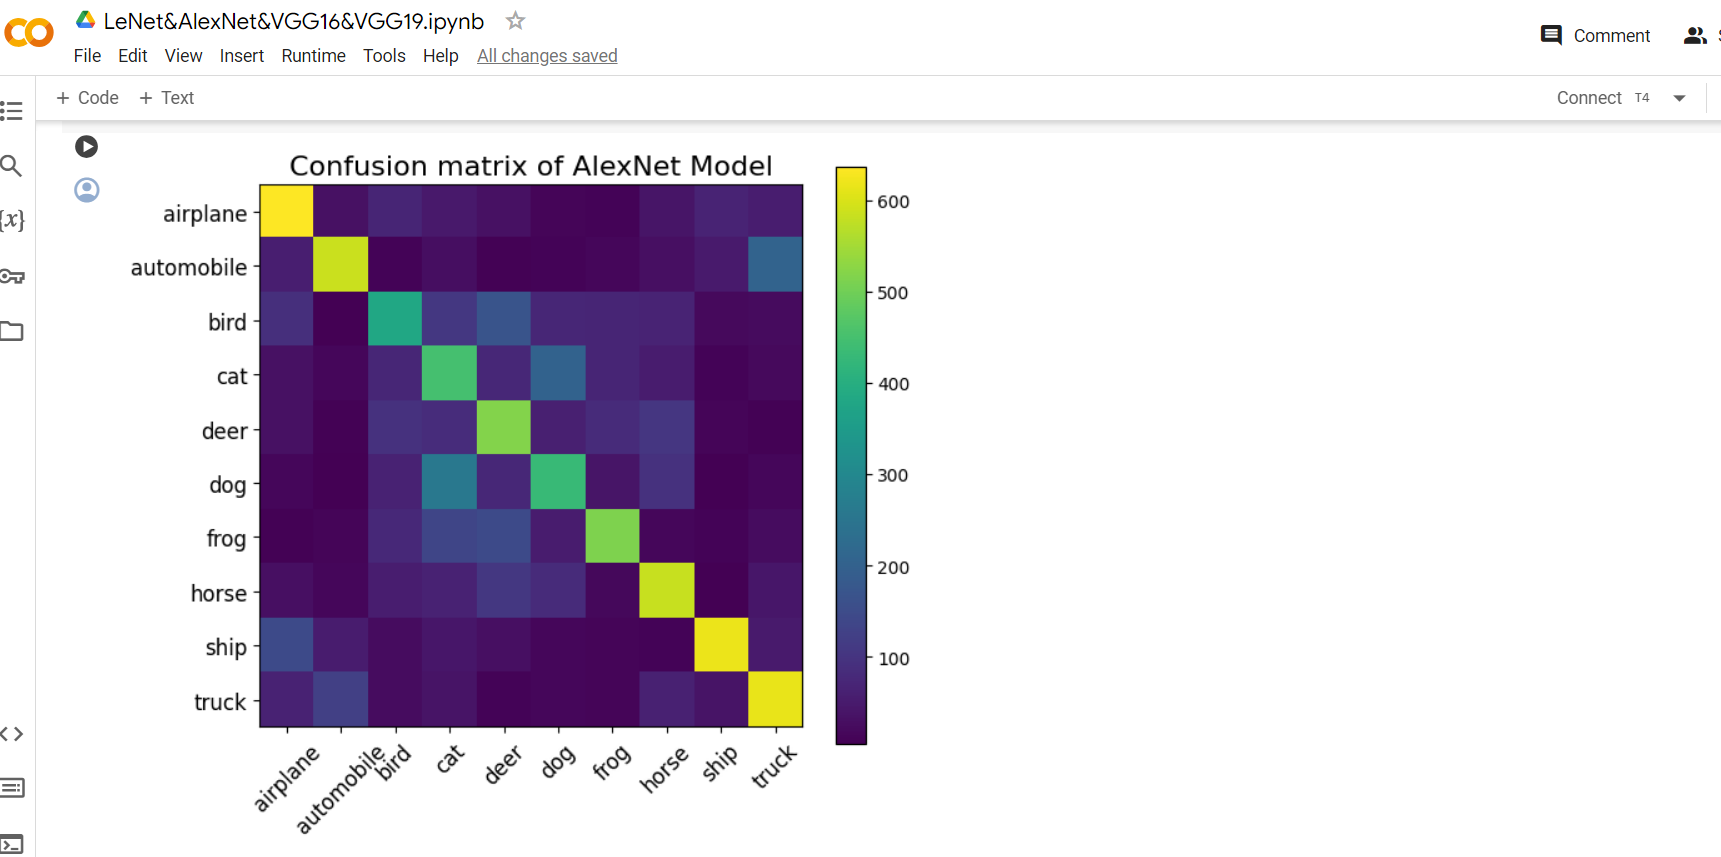 LeNet&AlexNet&VGG16&VGG19.ipynb
File Edit View Insert Runtime Tools Help All changes saved
Comment
+ Code + Text
Connect T4
{x}
Confusion matrix of AlexNet Model
airplane
automobile
bird
cat
deer
dog
frog
horse
ship
truck
airplane automobile bird cat deer dog frog horse ship truck
600
500
400
300
200
100